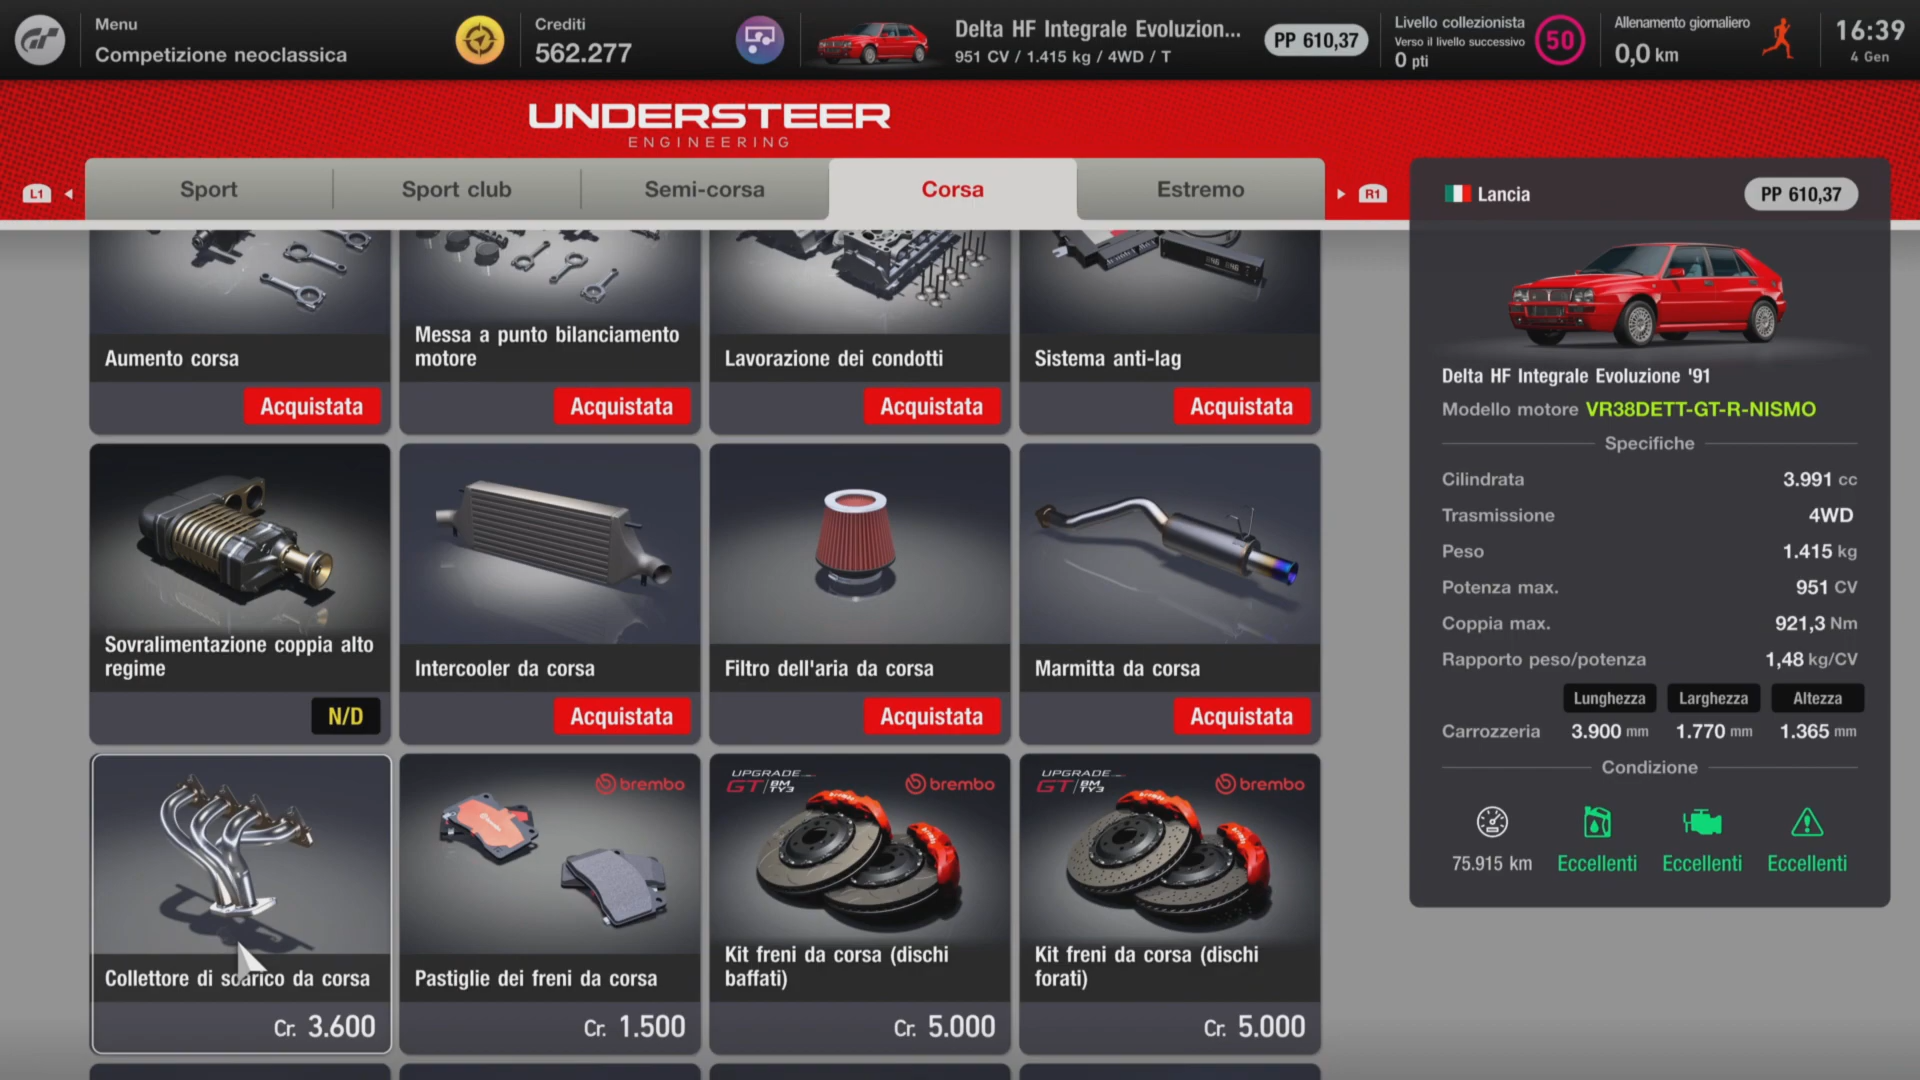 Menu
Competizione neoclassica
Crediti
562.277
Delta HF Integrale Evoluzion...
951 CV / 1.415 kg / 4WD / T
PP 610,37
Livello collezionista
Verso il livello successivo
0 pti
50
Allenamento giornaliero
0,0 km
16:39
4 Gen
UNDERSTEER
ENGINEERING
L1
Sport
Sport club
Semi-corsa
Corsa
Estremo
R1
Aumento corsa
Acquistata
Messa a punto bilanciamento
motore
Acquistata
Lavorazione dei condotti
Acquistata
Sistema anti-lag
Acquistata
Sovralimentazione coppia alto
regime
N/D
Intercooler da corsa
Acquistata
Filtro dell'aria da corsa
Acquistata
Marmitta da corsa
Acquistata
Collettore di scarico da corsa
Cr. 3.600
brembo
Pastiglie dei freni da corsa
Cr. 1.500
UPGRADE
GT/BM
TY3
brembo
Kit freni da corsa (dischi
baffati)
Cr. 5.000
UPGRADE
GT/BM
TY3
brembo
Kit freni da corsa (dischi
forati)
Cr. 5.000
Lancia
PP 610,37
Delta HF Integrale Evoluzione '91
Modello motore VR38DETT-GT-R-NISMO
Specifiche
Cilindrata 3.991 cc
Trasmissione 4WD
Peso 1.415 kg
Potenza max. 951 CV
Coppia max. 921,3 Nm
Rapporto peso/potenza 1,48 kg/CV
Lunghezza Larghezza Altezza
Carrozzeria 3.900 mm 1.770 mm 1.365 mm
Condizione
75.915 km Eccellenti Eccellenti Eccellenti